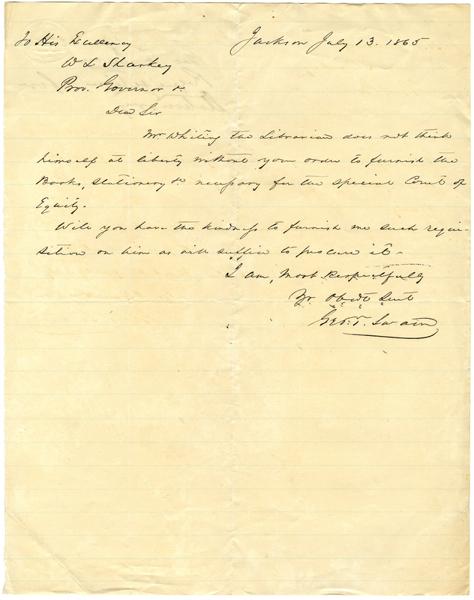 Jackson July 13. 1865
To His Excellency
W L Sharkey
Prov. Governor &c
Dear Sir
Mr Whiting the Librarian does not think
himself at liberty without your order to furnish the
Books, stationery &c necessary for the special Court of
Equity.
Will you have the kindness to furnish me such requi-
sition on him as will suffice to procure it-
I am, Most Respectfully
Yr. Obedt Servt
Geo. T. Swann